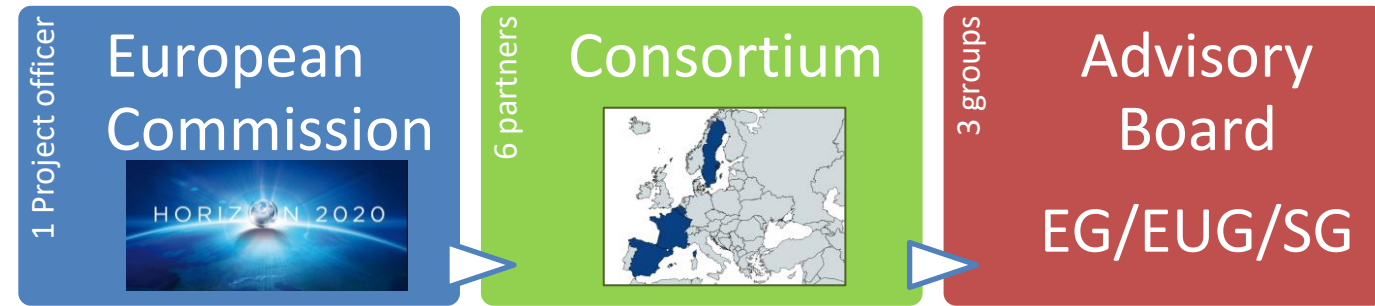 1 Project officer
European
Commission
HORIZON 2020
6 partners
Consortium
3 groups
Advisory
Board
EG/EUG/SG